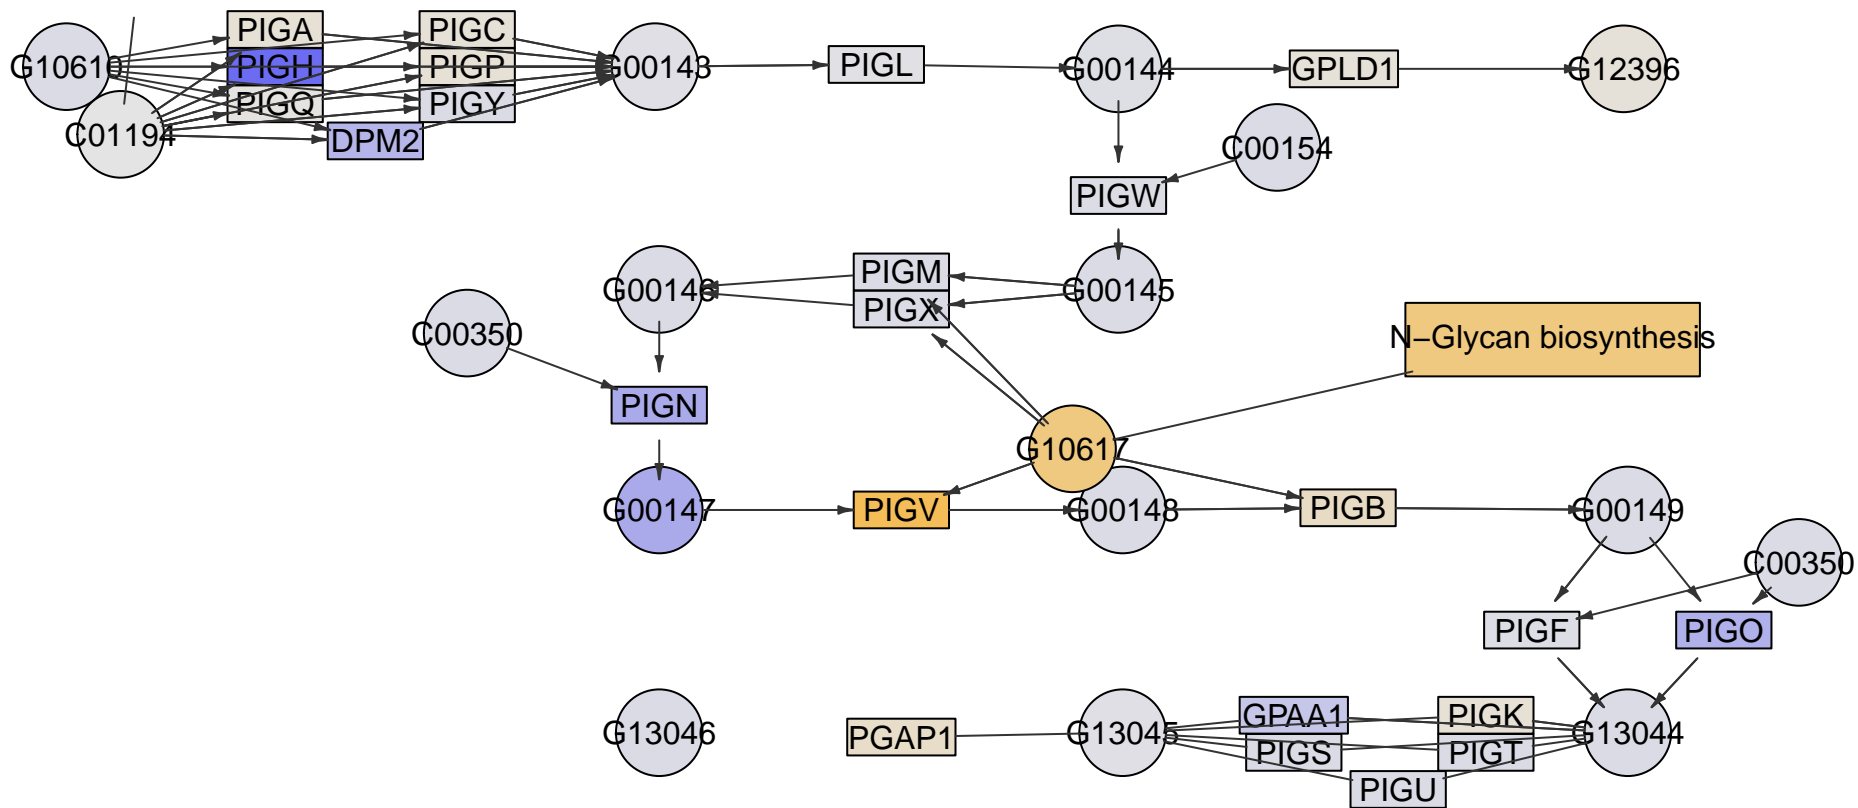 PIGA
PIGC
G10610
PIGH
PIGP
G00143
PIGL
G00144
GPLD1
G12396
PIGQ
PIGY
C01194
DPM2
C00154
PIGW
PIGM
G00146
G00145
PIGX
C00350
N−Glycan biosynthesis
PIGN
G10617
G00147
PIGV
G00148
PIGB
G00149
C00350
PIGF
PIGO
GPAA1
PIGK
G13046
PGAP1
G13045
G13044
PIGS
PIGT
PIGU